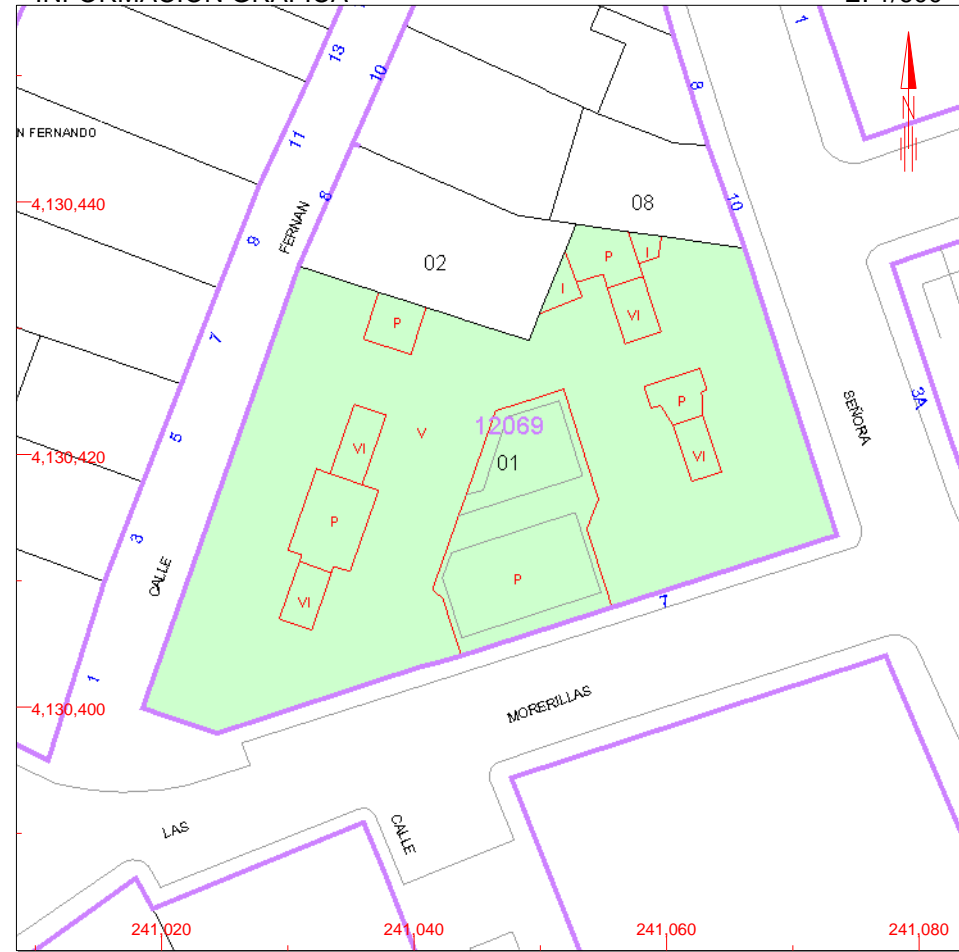 1
13
10
8
11
N FERNANDO
N
4,130,440
8
08
10
FERNAN
9
02
P
I
I
VI
P
7
SEÑORA
3A
P
12069
V
5
VI
4,130,420
01
VI
P
3
CALLE
P
VI
7
1
4,130,400
MORERILLAS
LAS
CALLE
241,020
241,040
241,060
241,080